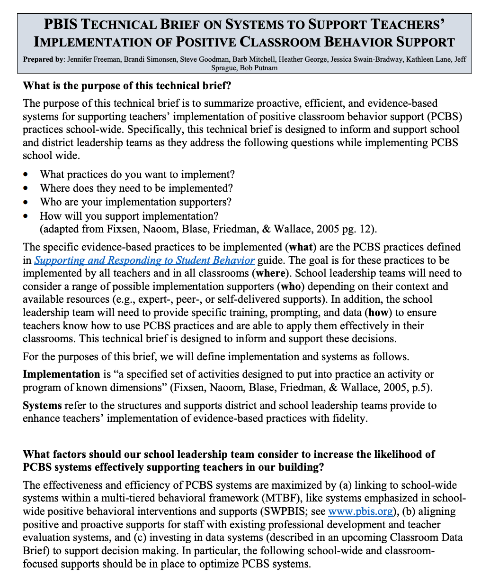 PBIS TECHNICAL BRIEF ON SYSTEMS TO SUPPORT TEACHERS'
IMPLEMENTATION OF POSITIVE CLASSROOM BEHAVIOR SUPPORT
Prepared by: Jennifer Freeman, Brandi Simonsen, Steve Goodman, Barb Mitchell, Heather George, Jessica Swain-Bradway, Kathleen Lane, Jeff
Sprague, Bob Putnam
What is the purpose of this technical brief?
The purpose of this technical brief is to summarize proactive, efficient, and evidence-based
systems for supporting teachers' implementation of positive classroom behavior support (PCBS)
practices school-wide. Specifically, this technical brief is designed to inform and support school
and district leadership teams as they address the following questions while implementing PCBS
school wide.
• What practices do you want to implement?
• Where does they need to be implemented?
• Who are your implementation supporters?
• How will you support implementation?
(adapted from Fixsen, Naoom, Blase, Friedman, & Wallace, 2005 pg. 12).
The specific evidence-based practices to be implemented (what) are the PCBS practices defined
in Supporting and Responding to Student Behavior guide. The goal is for these practices to be
implemented by all teachers and in all classrooms (where). School leadership teams will need to
consider a range of possible implementation supporters (who) depending on their context and
available resources (e.g., expert-, peer-, or self-delivered supports). In addition, the school
leadership team will need to provide specific training, prompting, and data (how) to ensure
teachers know how to use PCBS practices and are able to apply them effectively in their
classrooms. This technical brief is designed to inform and support these decisions.
For the purposes of this brief, we will define implementation and systems as follows.
Implementation is “a specified set of activities designed to put into practice an activity or
program of known dimensions” (Fixsen, Naoom, Blase, Friedman, & Wallace, 2005, p.5).
Systems refer to the structures and supports district and school leadership teams provide to
enhance teachers' implementation of evidence-based practices with fidelity.
What factors should our school leadership team consider to increase the likelihood of
PCBS systems effectively supporting teachers in our building?
The effectiveness and efficiency of PCBS systems are maximized by (a) linking to school-wide
systems within a multi-tiered behavioral framework (MTBF), like systems emphasized in school-
wide positive behavioral interventions and supports (SWPBIS; see www.pbis.org), (b) aligning
positive and proactive supports for staff with existing professional development and teacher
evaluation systems, and (c) investing in data systems (described in an upcoming Classroom Data
Brief) to support decision making. In particular, the following school-wide and classroom-
focused supports should be in place to optimize PCBS systems.